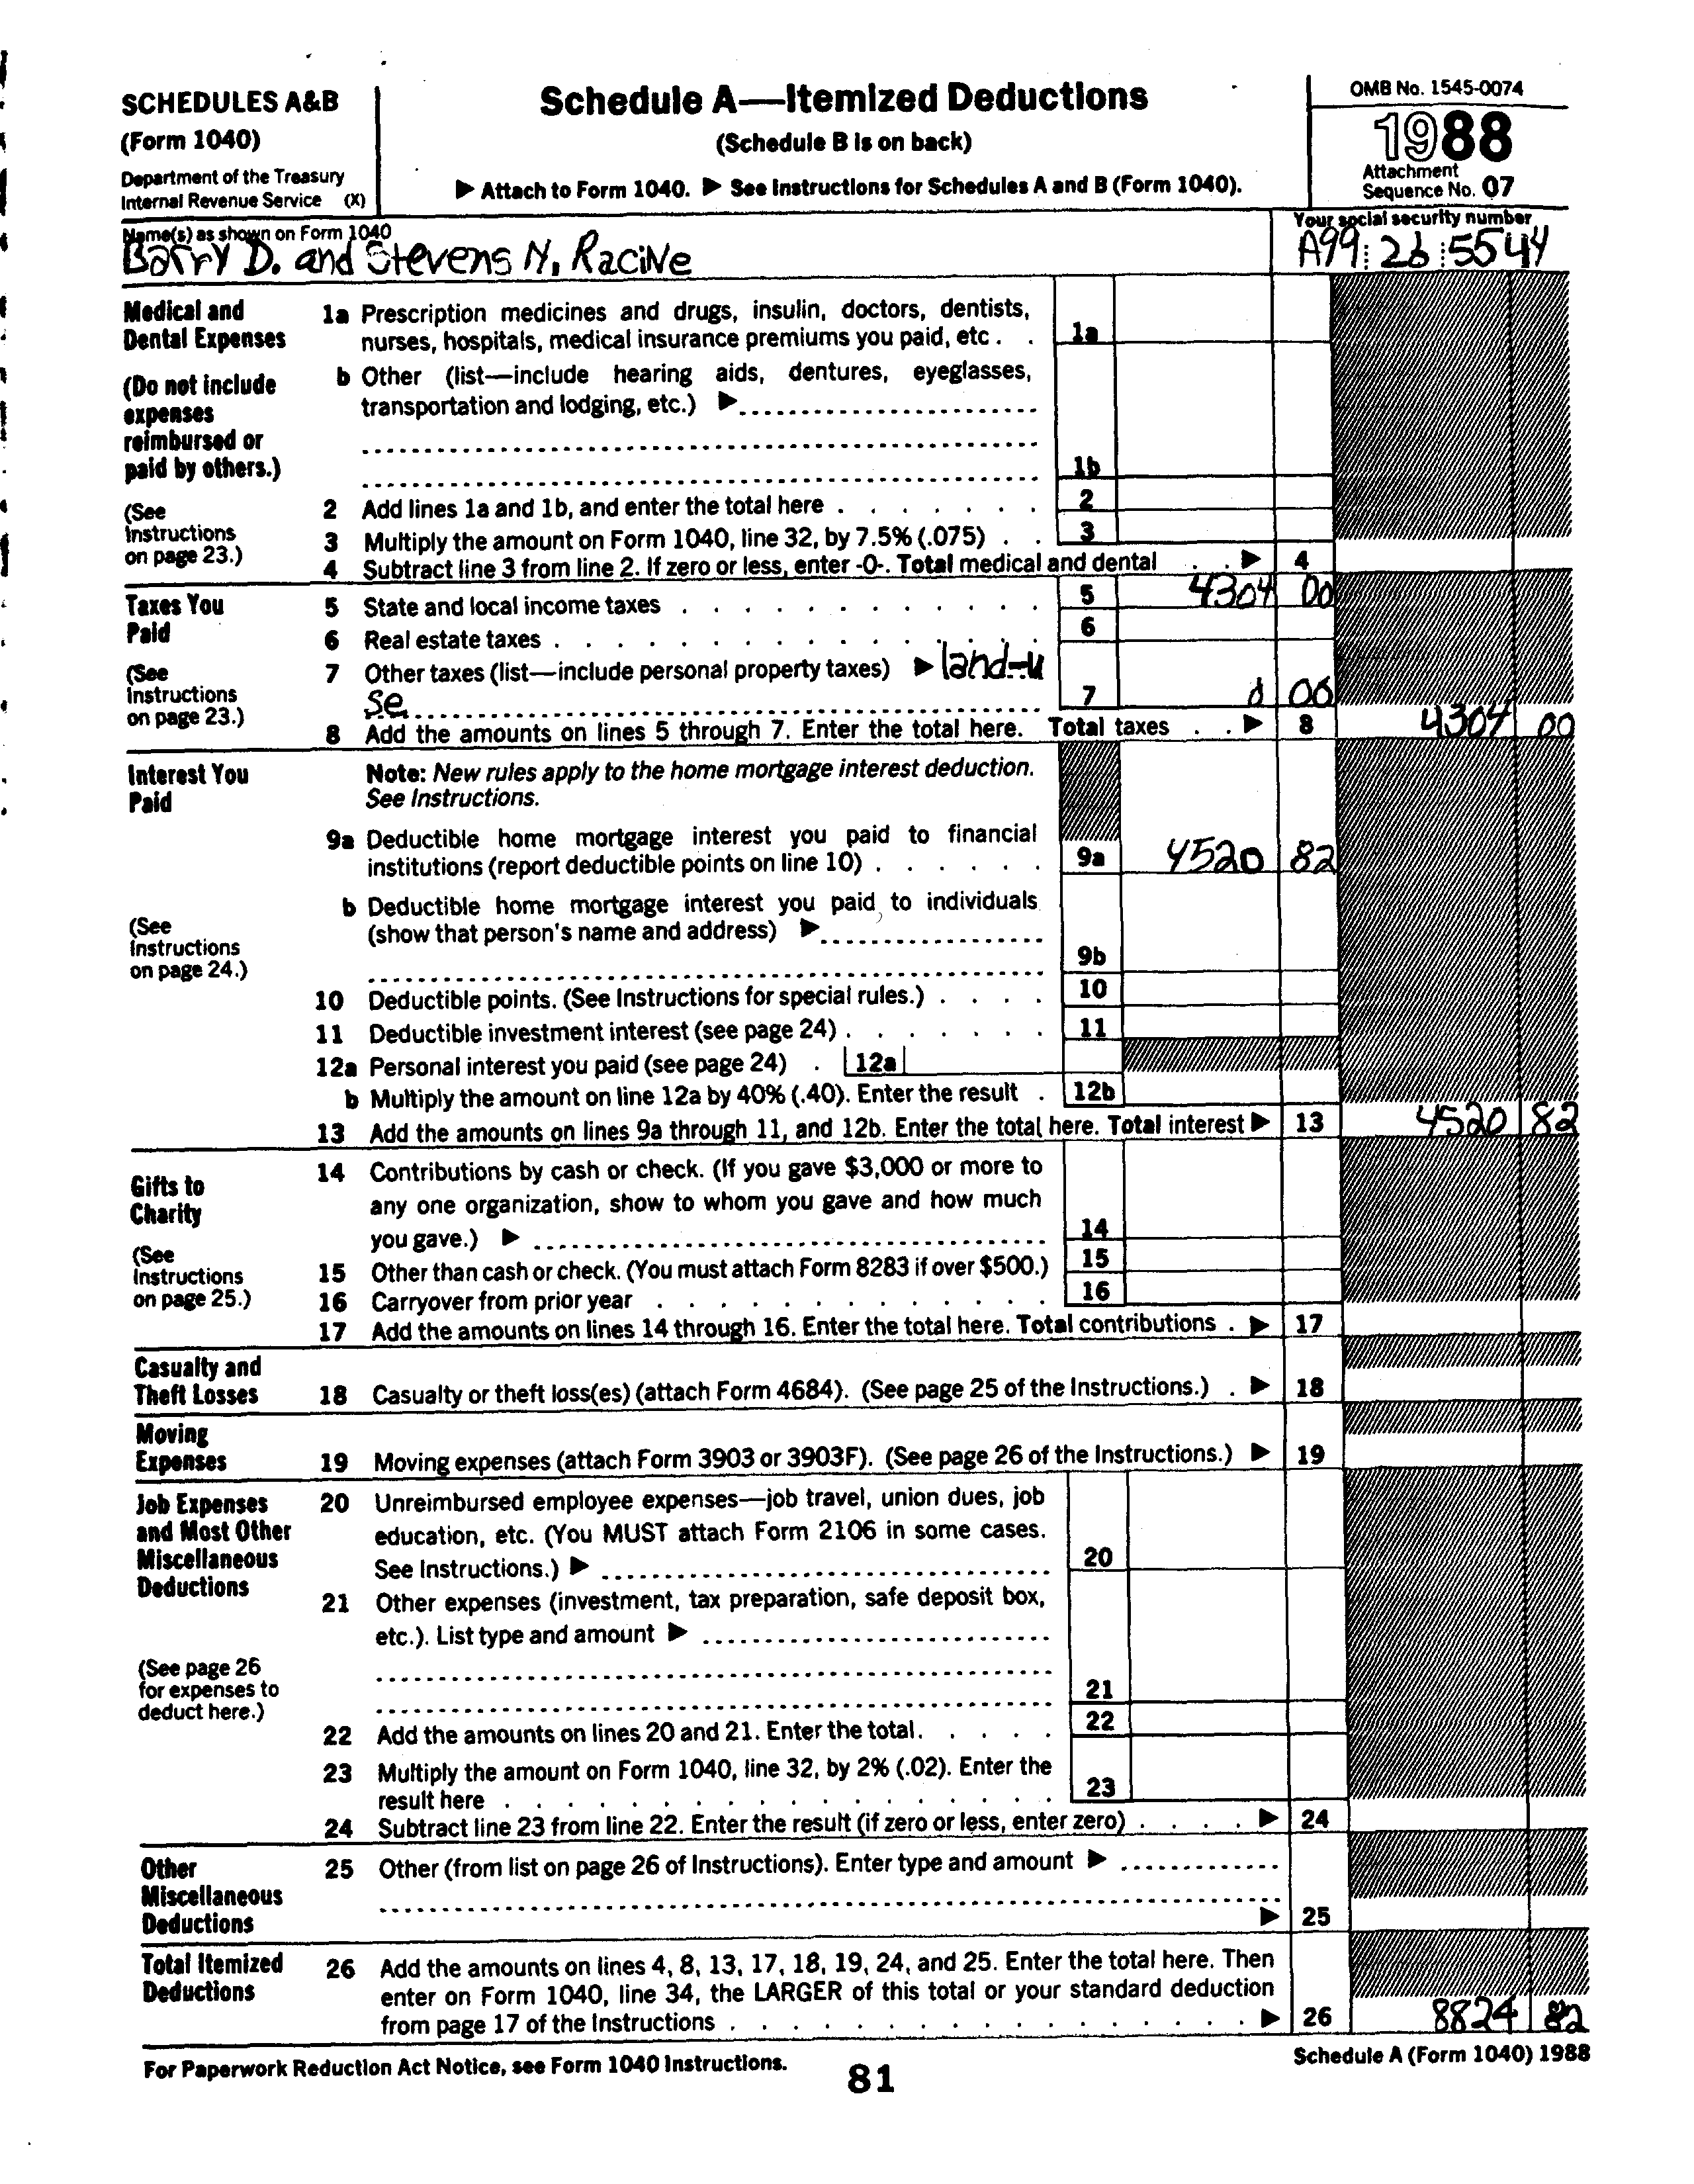 SCHEDULES A&B
(Form 1040)
Department of the Treasury
Internal Revenue Service (X)
Schedule A—Itemized Deductions
(Schedule B is on back)
▶ Attach to Form 1040. ▶ See Instructions for Schedules A and B (Form 1040).
OMB No. 1545-0074
1988
Attachment
Sequence No. 07
Name(s) as shown on Form 1040
Barry D. and Stevens N. Racine
Your social security number
A99 26 5544
Medical and
Dental Expenses
(Do not include
expenses
reimbursed or
paid by others.)
(See
Instructions
on page 23.)
1a Prescription medicines and drugs, insulin, doctors, dentists,
nurses, hospitals, medical insurance premiums you paid, etc . . 1a
b Other (list—include hearing aids, dentures, eyeglasses,
transportation and lodging, etc.) ▶
1b
2 Add lines 1a and 1b, and enter the total here . . . . . . . 2
3 Multiply the amount on Form 1040, line 32, by 7.5% (.075) . . 3
4 Subtract line 3 from line 2. If zero or less, enter -0-. Total medical and dental . . ▶ 4
Taxes You
Paid
(See
Instructions
on page 23.)
5 State and local income taxes . . . . . . . . . . . . 5 4304 00
6 Real estate taxes . . . . . . . . . . . . . . . . 6
7 Other taxes (list—include personal property taxes) ▶ land-u
se 7 0 00
8 Add the amounts on lines 5 through 7. Enter the total here. Total taxes . . ▶ 8 4304 00
Interest You
Paid
(See
Instructions
on page 24.)
Note: New rules apply to the home mortgage interest deduction.
See Instructions.
9a Deductible home mortgage interest you paid to financial
institutions (report deductible points on line 10) . . . . . . 9a 4520 82
b Deductible home mortgage interest you paid to individuals
(show that person's name and address) ▶
9b
10 Deductible points. (See Instructions for special rules.) . . . . 10
11 Deductible investment interest (see page 24) . . . . . . . 11
12a Personal interest you paid (see page 24) . 12a
b Multiply the amount on line 12a by 40% (.40). Enter the result . 12b
13 Add the amounts on lines 9a through 11, and 12b. Enter the total here. Total interest ▶ 13 4520 82
Gifts to
Charity
(See
Instructions
on page 25.)
14 Contributions by cash or check. (If you gave $3,000 or more to
any one organization, show to whom you gave and how much
you gave.) ▶ 14
15 Other than cash or check. (You must attach Form 8283 if over $500.) 15
16 Carryover from prior year . . . . . . . . . . . . . 16
17 Add the amounts on lines 14 through 16. Enter the total here. Total contributions . ▶ 17
Casualty and
Theft Losses
18 Casualty or theft loss(es) (attach Form 4684). (See page 25 of the Instructions.) . ▶ 18
Moving
Expenses
19 Moving expenses (attach Form 3903 or 3903F). (See page 26 of the Instructions.) ▶ 19
Job Expenses
and Most Other
Miscellaneous
Deductions
(See page 26
for expenses to
deduct here.)
20 Unreimbursed employee expenses—job travel, union dues, job
education, etc. (You MUST attach Form 2106 in some cases.
See Instructions.) ▶ 20
21 Other expenses (investment, tax preparation, safe deposit box,
etc.). List type and amount ▶
21
22 Add the amounts on lines 20 and 21. Enter the total. . . . . 22
23 Multiply the amount on Form 1040, line 32, by 2% (.02). Enter the
result here . . . . . . . . . . . . . . . . . 23
24 Subtract line 23 from line 22. Enter the result (if zero or less, enter zero) . . . . ▶ 24
Other
Miscellaneous
Deductions
25 Other (from list on page 26 of Instructions). Enter type and amount ▶
▶ 25
Total Itemized
Deductions
26 Add the amounts on lines 4, 8, 13, 17, 18, 19, 24, and 25. Enter the total here. Then
enter on Form 1040, line 34, the LARGER of this total or your standard deduction
from page 17 of the Instructions . . . . . . . . . . . . . . . . ▶ 26 8824 82
For Paperwork Reduction Act Notice, see Form 1040 Instructions.
81
Schedule A (Form 1040) 1988